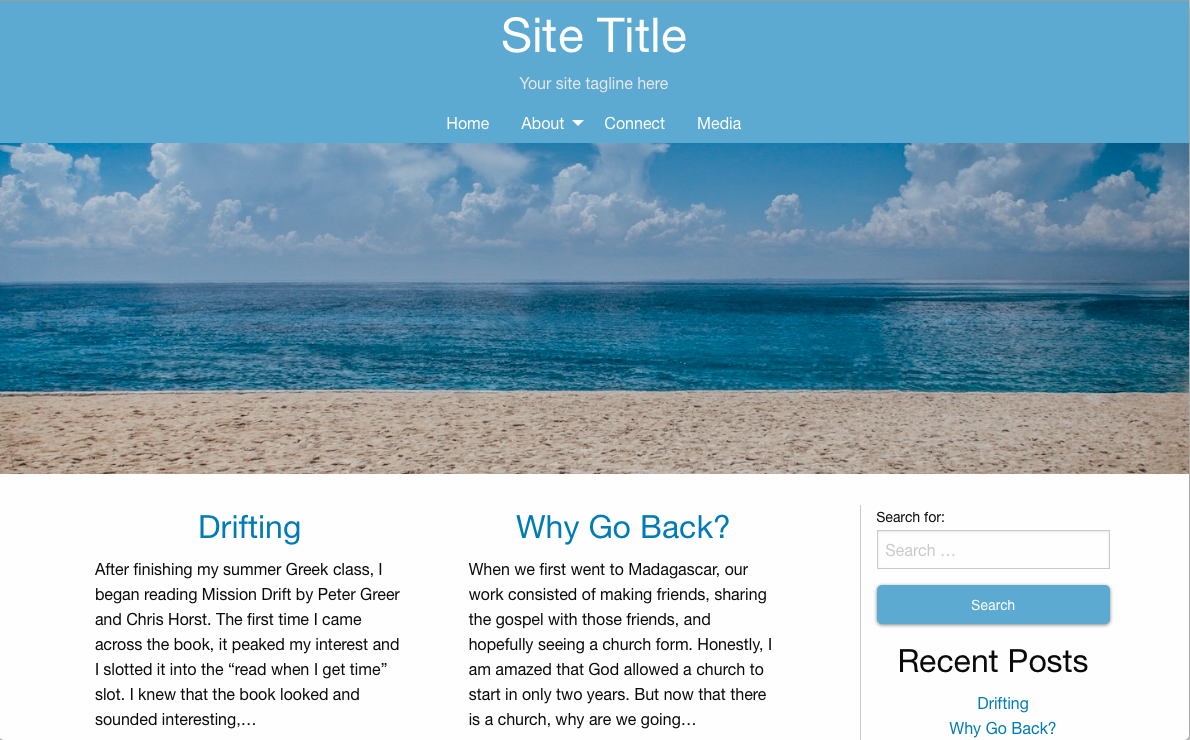 Site Title
Your site tagline here
Home About Connect Media
Drifting
After finishing my summer Greek class, I
began reading Mission Drift by Peter Greer
and Chris Horst. The first time I came
across the book, it peaked my interest and
I slotted it into the “read when I get time”
slot. I knew that the book looked and
sounded interesting,…
Why Go Back?
When we first went to Madagascar, our
work consisted of making friends, sharing
the gospel with those friends, and
hopefully seeing a church form. Honestly, I
am amazed that God allowed a church to
start in only two years. But now that there
is a church, why are we going…
Search for:
Search …
Search
Recent Posts
Drifting
Why Go Back?